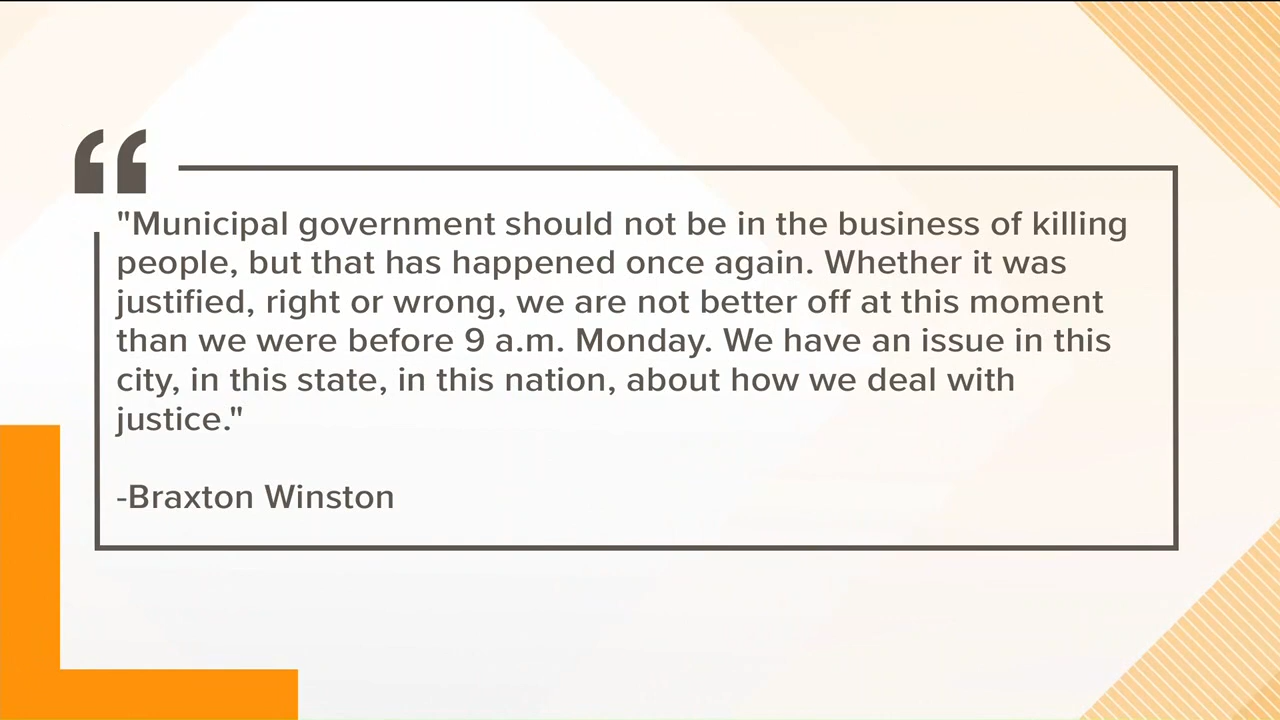 "Municipal government should not be in the business of killing
people, but that has happened once again. Whether it was
justified, right or wrong, we are not better off at this moment
than we were before 9 a.m. Monday. We have an issue in this
city, in this state, in this nation, about how we deal with
justice."
-Braxton Winston